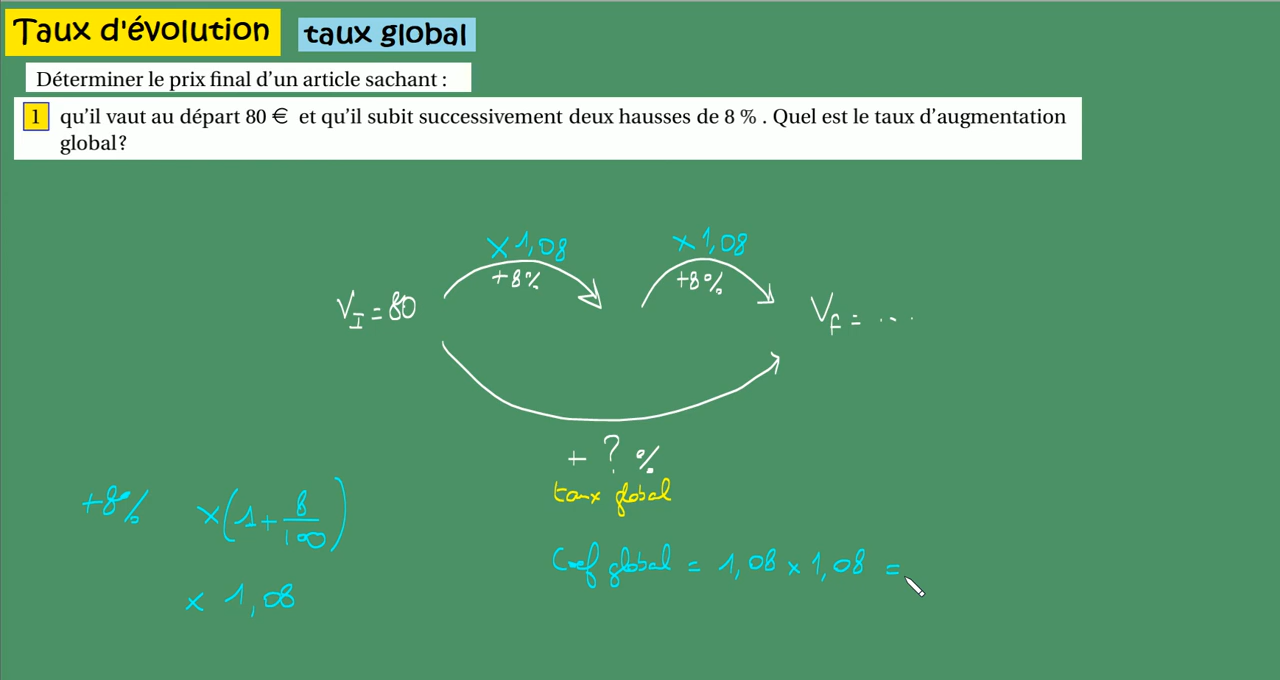 Taux d'évolution taux global
Déterminer le prix final d'un article sachant :
1 qu'il vaut au départ 80 € et qu'il subit successivement deux hausses de 8 % . Quel est le taux d'augmentation
global?
×1,08 ×1,08
+8% +8%
V_I = 80 V_f = ....
+ ? %
taux global
+8% ×(1+8/100)
Coef global = 1,08 × 1,08 =
× 1,08